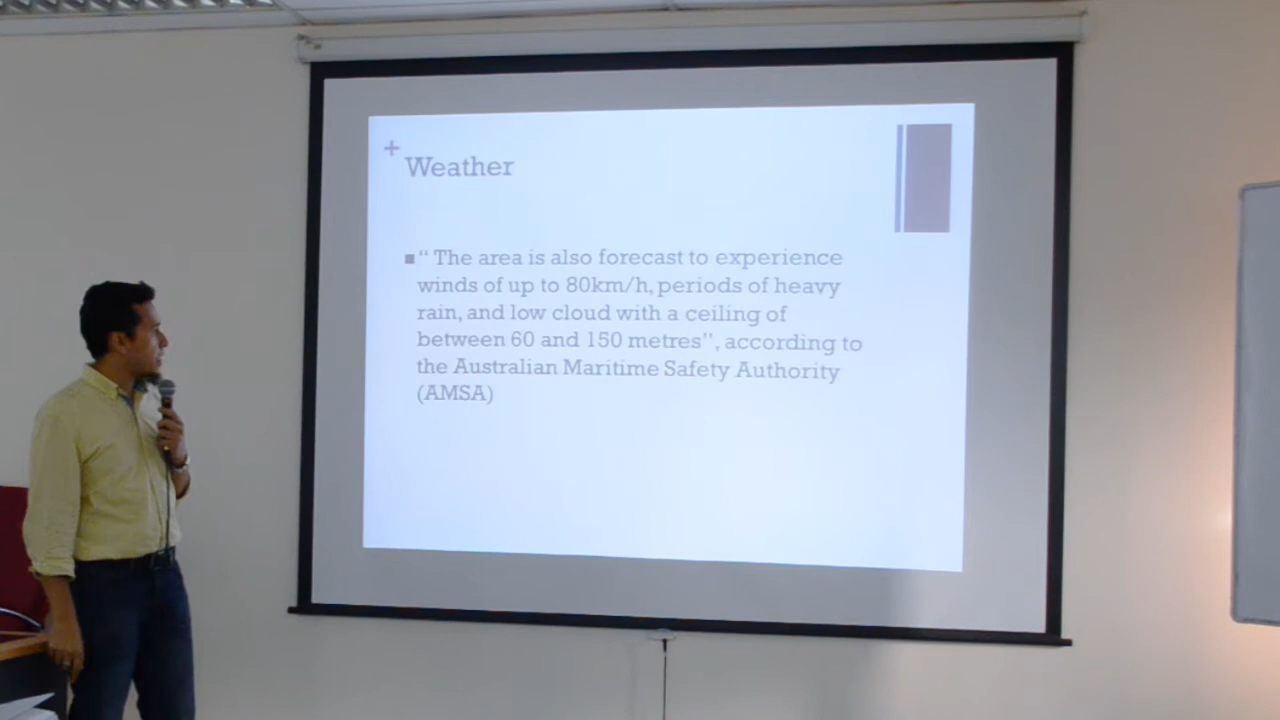 +
Weather
■ “ The area is also forecast to experience
winds of up to 80km/h, periods of heavy
rain, and low cloud with a ceiling of
between 60 and 150 metres”, according to
the Australian Maritime Safety Authority
(AMSA)